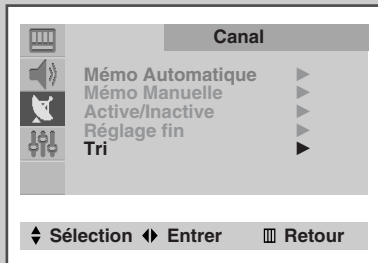 Canal
Mémo Automatique
Mémo Manuelle
Active/Inactive
Réglage fin
Tri
Sélection Entrer Retour